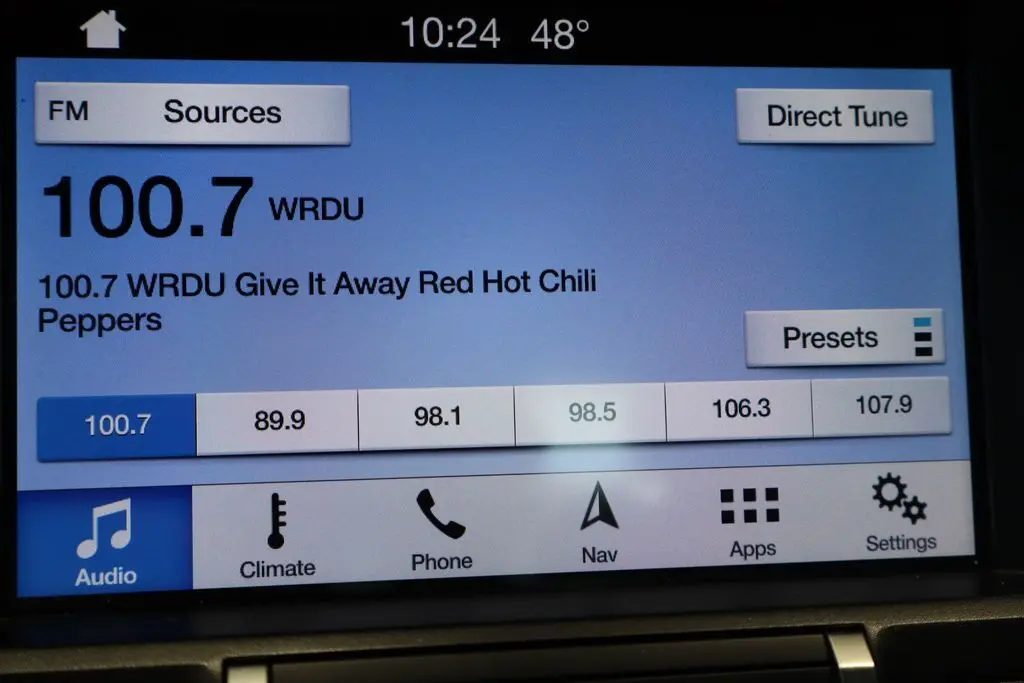 10:24 48°
FM Sources
Direct Tune
100.7 WRDU
100.7 WRDU Give It Away Red Hot Chili
Peppers
Presets
100.7 89.9 98.1 98.5 106.3 107.9
Audio Climate Phone Nav Apps Settings